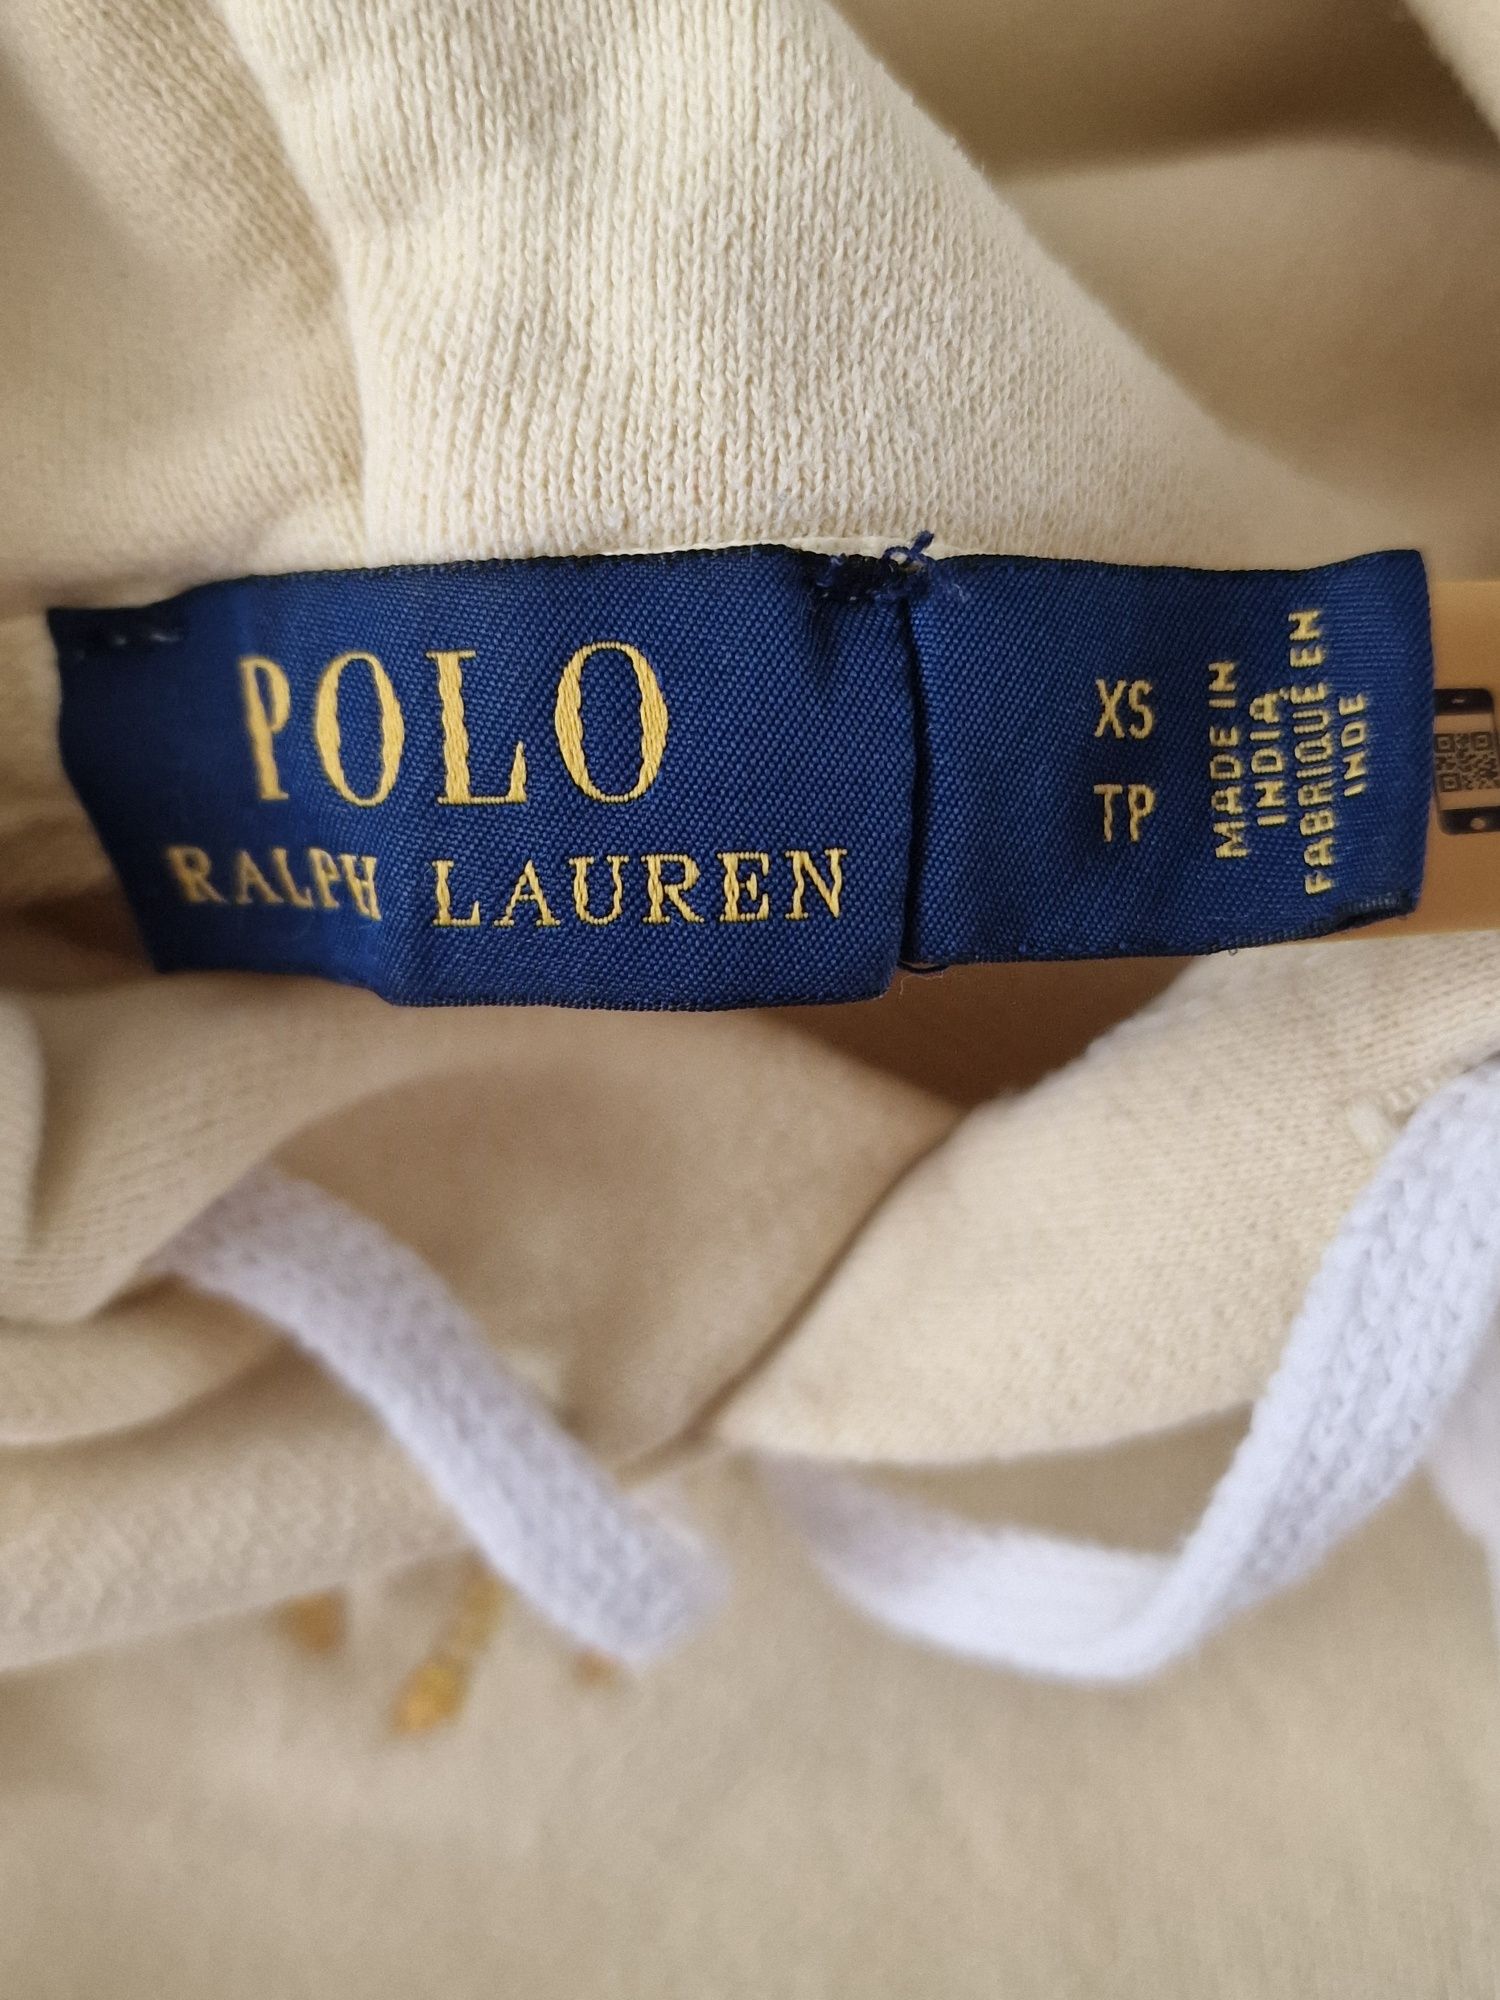 POLO
RALPH LAUREN
XS
TP
MADE IN
INDIA
FABRIQUÉ EN
INDE